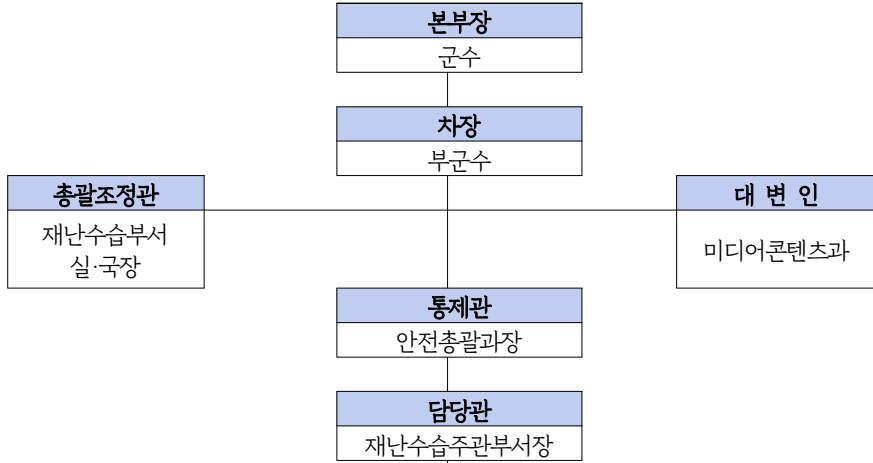 본부장
군수
차장
부군수
총괄조정관
재난수습부서
실·국장
대 변 인
미디어콘텐츠과
통제관
안전총괄과장
담당관
재난수습주관부서장